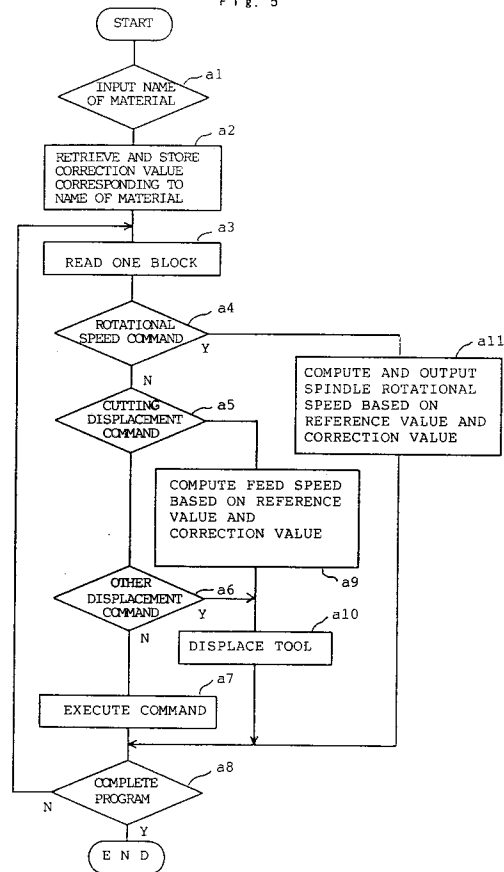 Fig. 5
START
a1
INPUT NAME
OF MATERIAL
a2
RETRIEVE AND STORE
CORRECTION VALUE
CORRESPONDING TO
NAME OF MATERIAL
a3
READ ONE BLOCK
a4
ROTATIONAL
SPEED COMMAND
Y
N
a11
COMPUTE AND OUTPUT
SPINDLE ROTATIONAL
SPEED BASED ON
REFERENCE VALUE AND
CORRECTION VALUE
a5
CUTTING
DISPLACEMENT
COMMAND
COMPUTE FEED SPEED
BASED ON REFERENCE
VALUE AND
CORRECTION VALUE
a9
a6
OTHER
DISPLACEMENT
COMMAND
Y
N
a10
DISPLACE TOOL
a7
EXECUTE COMMAND
a8
COMPLETE
PROGRAM
N
Y
E N D